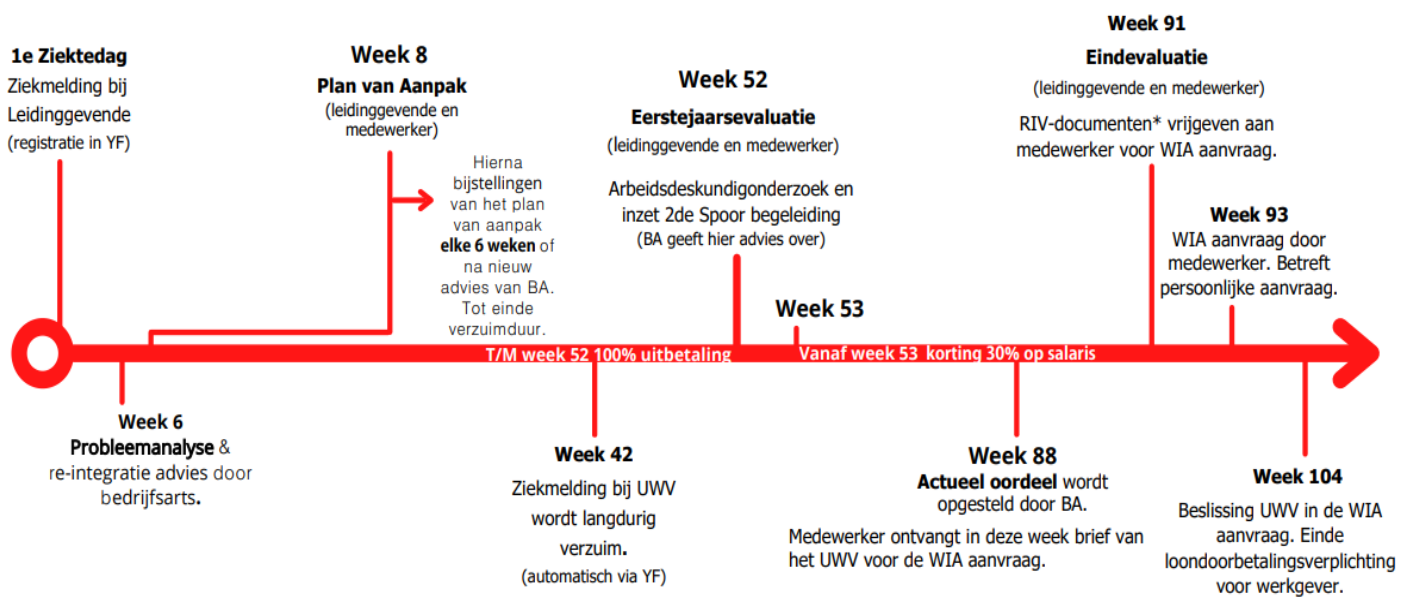 1e Ziektedag
Ziekmelding bij
Leidinggevende
(registratie in YF)
Week 8
Plan van Aanpak
(leidinggevende en
medewerker)
Hierna
bijstellingen
van het plan
van aanpak
elke 6 weken of
na nieuw
advies van BA.
Tot einde
verzuimduur.
Week 52
Eerstejaarsevaluatie
(leidinggevende en medewerker)
Arbeidsdeskundigonderzoek en
inzet 2de Spoor begeleiding
(BA geeft hier advies over)
Week 53
Week 91
Eindevaluatie
(leidinggevende en medewerker)
RIV-documenten* vrijgeven aan
medewerker voor WIA aanvraag.
Week 93
WIA aanvraag door
medewerker. Betreft
persoonlijke aanvraag.
T/M week 52 100% uitbetaling
Vanaf week 53 korting 30% op salaris
Week 6
Probleemanalyse &
re-integratie advies door
bedrijfsarts.
Week 42
Ziekmelding bij UWV
wordt langdurig
verzuim.
(automatisch via YF)
Week 88
Actueel oordeel wordt
opgesteld door BA.
Medewerker ontvangt in deze week brief van
het UWV voor de WIA aanvraag.
Week 104
Beslissing UWV in de WIA
aanvraag. Einde
loondoorbetalingsverplichting
voor werkgever.